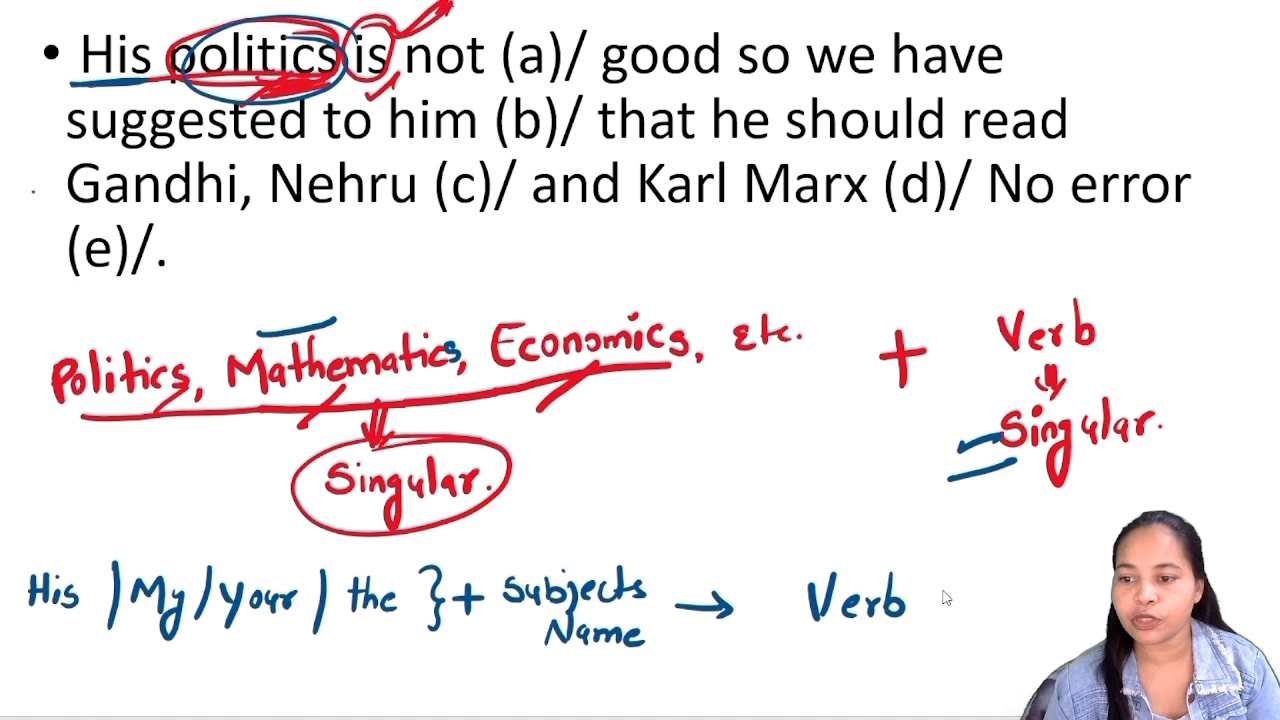 • His politics is not (a)/ good so we have
suggested to him (b)/ that he should read
Gandhi, Nehru (c)/ and Karl Marx (d)/ No error
(e)/.
Politics, Mathematics, Economics, Etc. + Verb
Singular.
Singular.
His / My / Your / the } + Subjects → Verb
Name